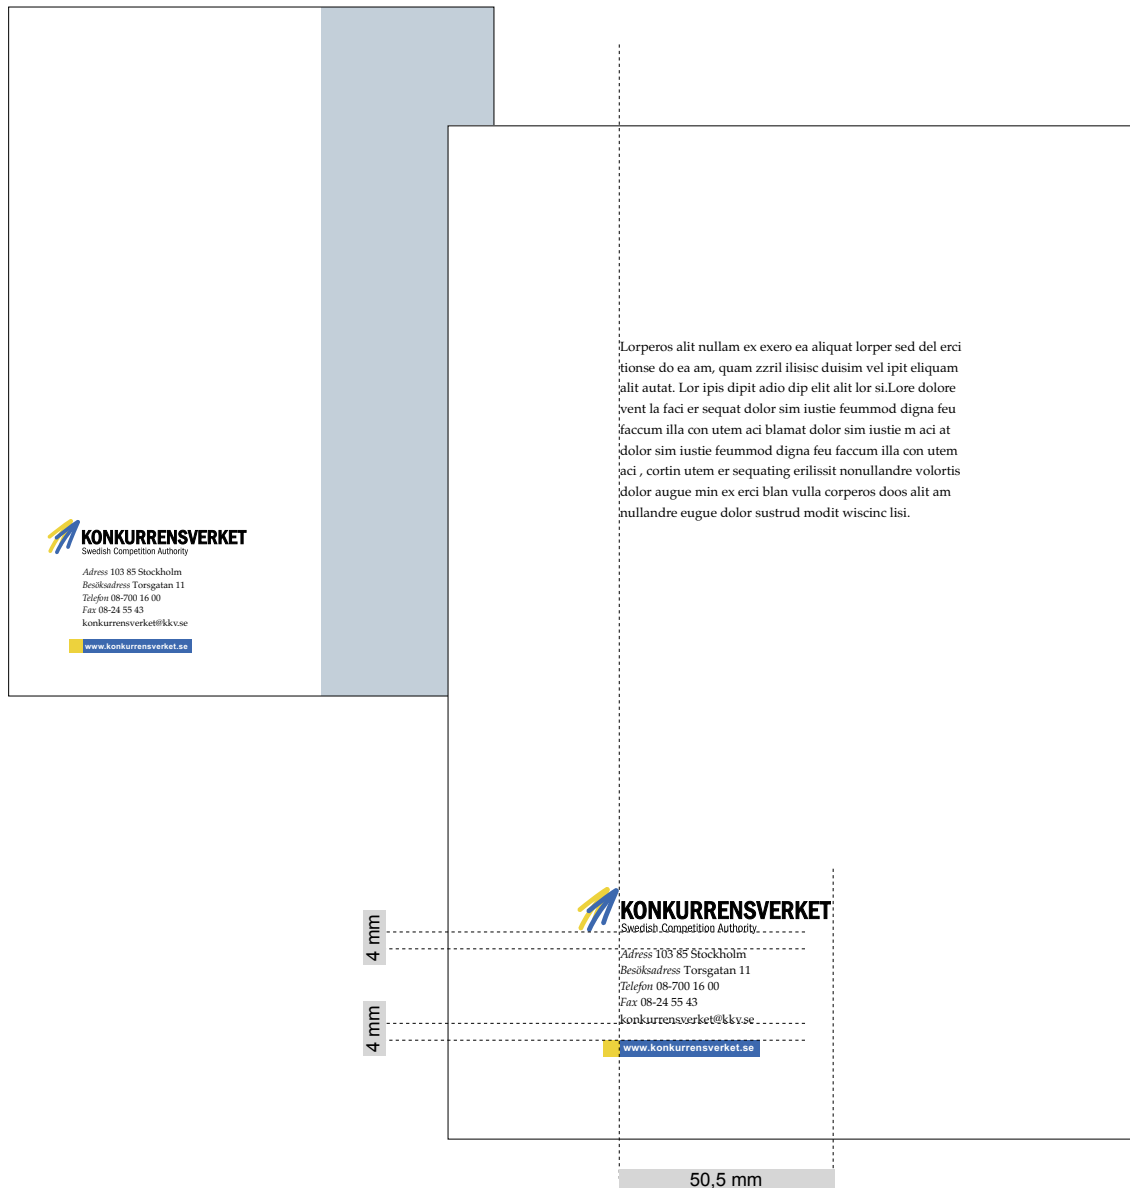 KONKURRENSVERKET
Swedish Competition Authority
Adress 103 85 Stockholm
Besöksadress Torsgatan 11
Telefon 08-700 16 00
Fax 08-24 55 43
konkurrensverket@kkv.se
www.konkurrensverket.se
Lorperos alit nullam ex exero ea aliquat lorper sed del erci
tionse do ea am, quam zzril ilisisc duisim vel ipit eliquam
alit autat. Lor ipis dipit adio dip elit alit lor si.Lore dolore
vent la faci er sequat dolor sim iustie feummod digna feu
faccum illa con utem aci blamat dolor sim iustie m aci at
dolor sim iustie feummod digna feu faccum illa con utem
aci , cortin utem er sequating erilissit nonullandre volortis
dolor augue min ex erci blan vulla corperos doos alit am
nullandre eugue dolor sustrud modit wiscinc lisi.
KONKURRENSVERKET
Swedish Competition Authority
4 mm
Adress 103 85 Stockholm
Besöksadress Torsgatan 11
Telefon 08-700 16 00
Fax 08-24 55 43
konkurrensverket@kkv.se
4 mm
www.konkurrensverket.se
50,5 mm